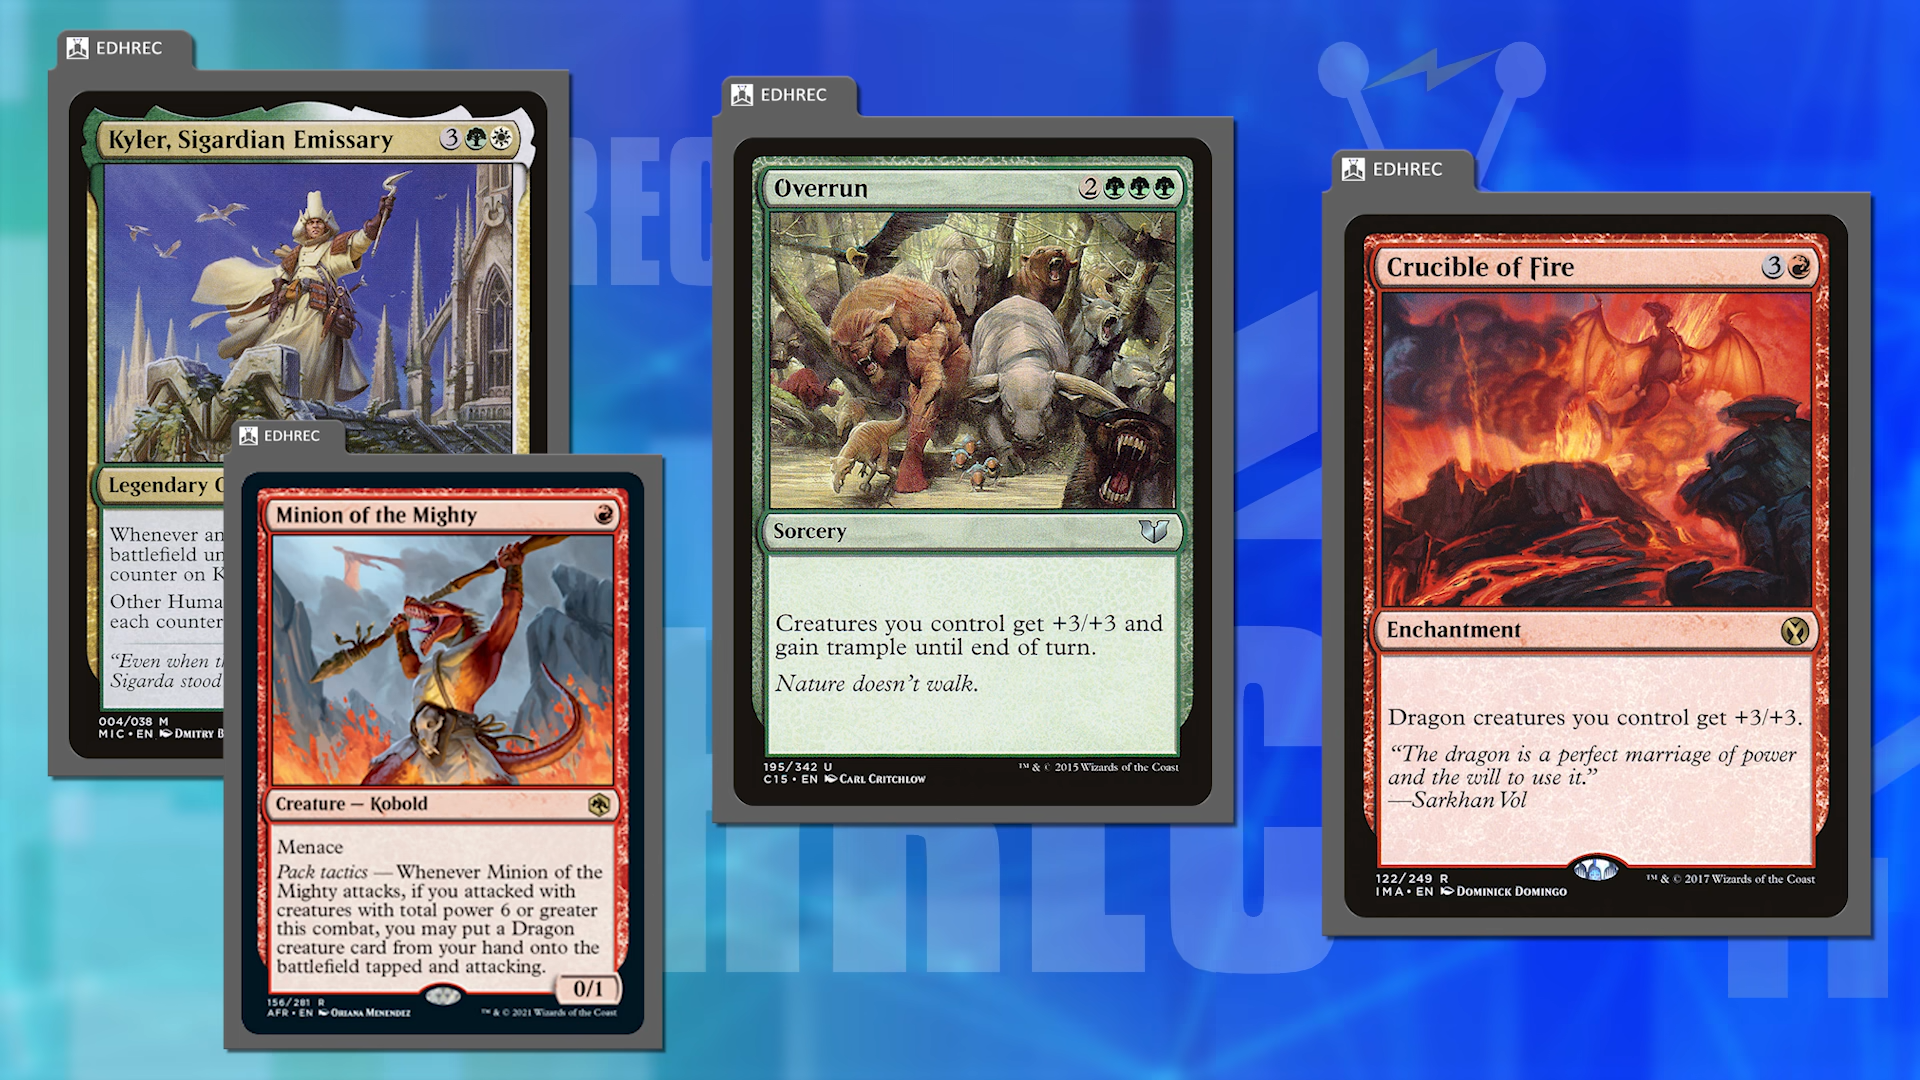 EDHREC
Kyler, Sigardian Emissary 3
Legendary
Whenever an
battlefield un
counter on K
Other Huma
each counter
“Even when t
Sigarda stood
004/038 M
MIC • EN DMITRY B
EDHREC
Minion of the Mighty
Creature — Kobold
Menace
Pack tactics — Whenever Minion of the
Mighty attacks, if you attacked with
creatures with total power 6 or greater
this combat, you may put a Dragon
creature card from your hand onto the
battlefield tapped and attacking.
0/1
156/281 R
AFR • EN ORIANA MENENDEZ
™ & © 2021 Wizards of the Coast
EDHREC
Overrun 2
Sorcery
Creatures you control get +3/+3 and
gain trample until end of turn.
Nature doesn’t walk.
195/342 U
C15 • EN CARL CRITCHLOW
™ & © 2015 Wizards of the Coast
EDHREC
Crucible of Fire 3
Enchantment
Dragon creatures you control get +3/+3.
“The dragon is a perfect marriage of power
and the will to use it.”
—Sarkhan Vol
122/249 R
IMA • EN DOMINICK DOMINGO
™ & © 2017 Wizards of the Coast